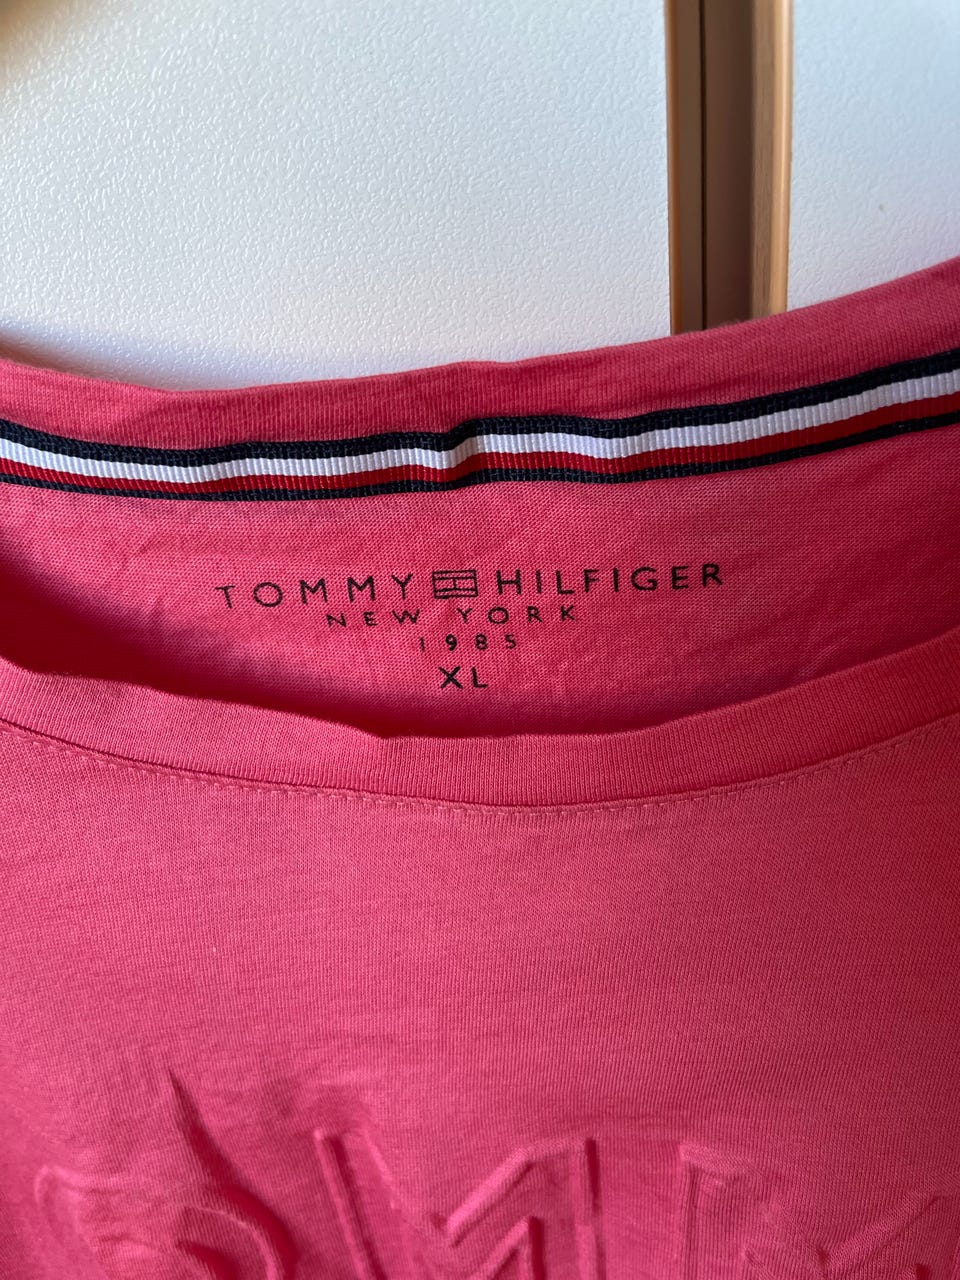 TOMMY HILFIGER
NEW YORK
1985
XL